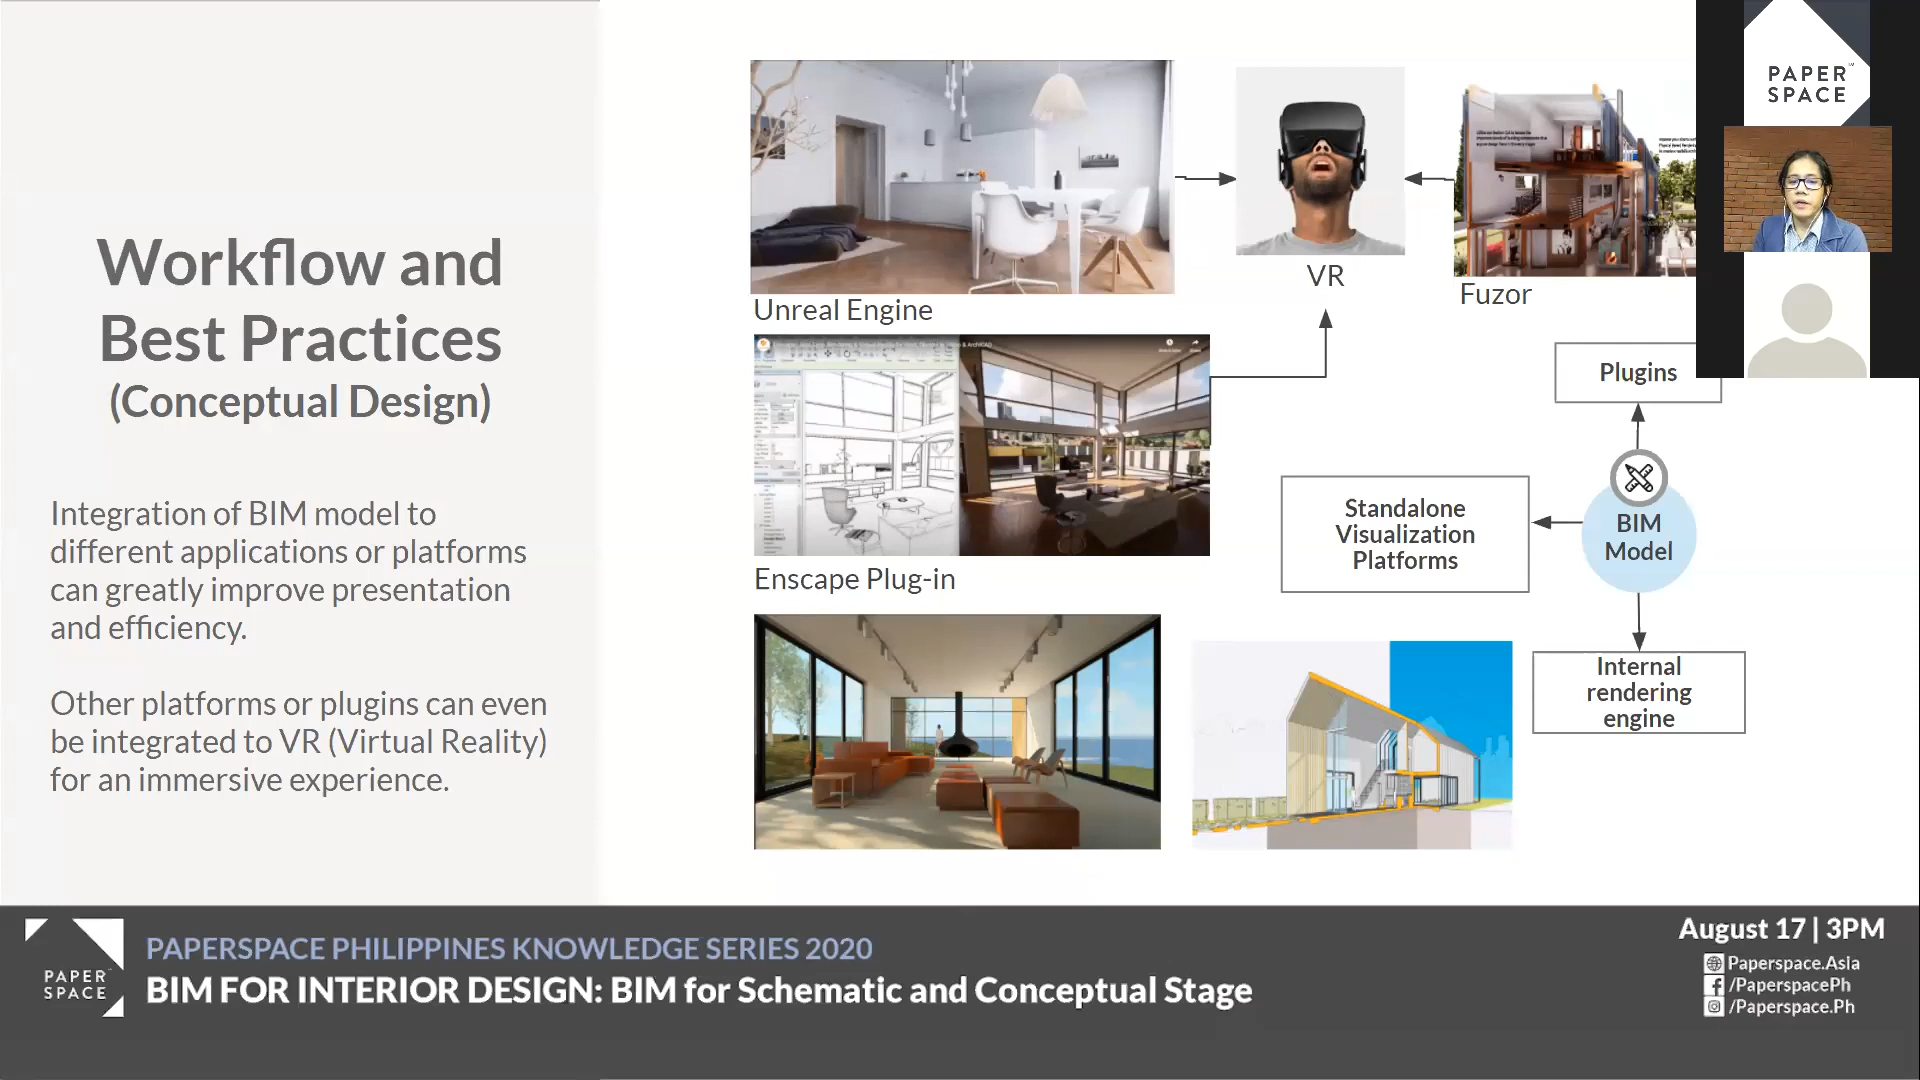 Workflow and
Best Practices
(Conceptual Design)
Integration of BIM model to
different applications or platforms
can greatly improve presentation
and efficiency.
Other platforms or plugins can even
be integrated to VR (Virtual Reality)
for an immersive experience.
Unreal Engine
VR
Fuzor
Enscape Plug-in
Plugins
Standalone
Visualization
Platforms
BIM
Model
Internal
rendering
engine
PAPER
SPACE
PAPER
SPACE
PAPERSPACE PHILIPPINES KNOWLEDGE SERIES 2020
BIM FOR INTERIOR DESIGN: BIM for Schematic and Conceptual Stage
August 17 | 3PM
Paperspace.Asia
/PaperspacePh
/Paperspace.Ph